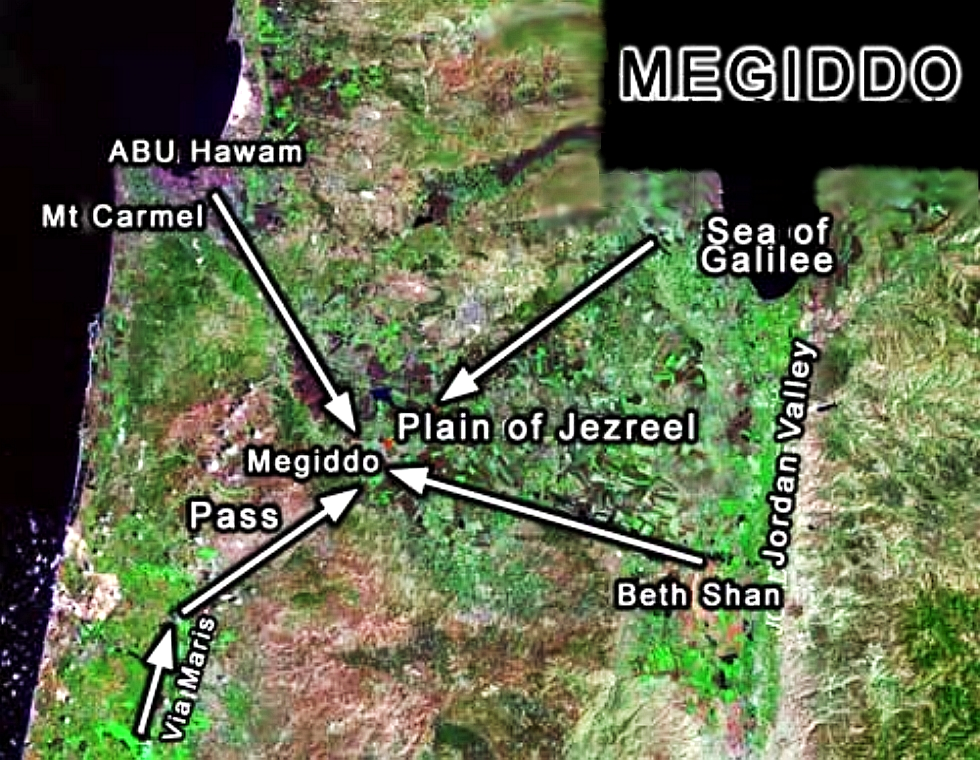 MEGIDDO
ABU Hawam
Mt Carmel
Sea of
Galilee
Jordan Valley
Plain of Jezreel
Megiddo
Pass
Beth Shan
Via Maris